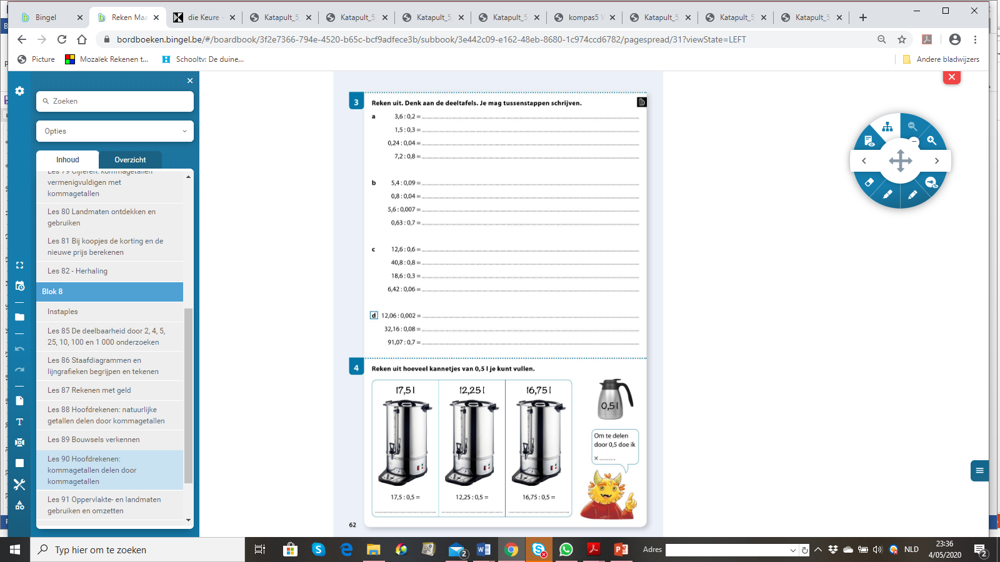 Bingel
Reken Maa
die Keure -
Katapult_5
Katapult_5
Katapult_5
Katapult_5
kompas5 W
Katapult_5
Katapult_5
Katapult_5
bordboeken.bingel.be/#/boardbook/3f2e7366-794e-4520-b65c-bcf9adfece3b/subbook/3e442c09-e162-48eb-8680-1c974ccd6782/pagespread/31?viewState=LEFT
Picture
Mozaïek Rekenen t...
Schooltv: De duine...
Andere bladwijzers
Zoeken
Opties
Inhoud
Overzicht
Les 79 Cijferen: kommagetallen
vermenigvuldigen met
kommagetallen
Les 80 Landmaten ontdekken en
gebruiken
Les 81 Bij koopjes de korting en de
nieuwe prijs berekenen
Les 82 - Herhaling
Blok 8
Instaples
Les 85 De deelbaarheid door 2, 4, 5,
25, 10, 100 en 1 000 onderzoeken
Les 86 Staafdiagrammen en
lijngrafieken begrijpen en tekenen
Les 87 Rekenen met geld
Les 88 Hoofdrekenen: natuurlijke
getallen delen door kommagetallen
Les 89 Bouwsels verkennen
Les 90 Hoofdrekenen:
kommagetallen delen door
kommagetallen
Les 91 Oppervlakte- en landmaten
gebruiken en omzetten
3 Reken uit. Denk aan de deeltafels. Je mag tussenstappen schrijven.
a 3,6 : 0,2 =
1,5 : 0,3 =
0,24 : 0,04 =
7,2 : 0,8 =
b 5,4 : 0,09 =
0,8 : 0,04 =
5,6 : 0,007 =
0,63 : 0,7 =
c 12,6 : 0,6 =
40,8 : 0,8 =
18,6 : 0,3 =
6,42 : 0,06 =
d 12,06 : 0,002 =
32,16 : 0,08 =
91,07 : 0,7 =
4 Reken uit hoeveel kannetjes van 0,5 l je kunt vullen.
17,5 l 12,25 l 16,75 l
0,5 l
Om te delen
door 0,5 doe ik
× .......... .
17,5 : 0,5 = 12,25 : 0,5 = 16,75 : 0,5 =
62
Typ hier om te zoeken
2
Adres
NLD
23:36
4/05/2020
2